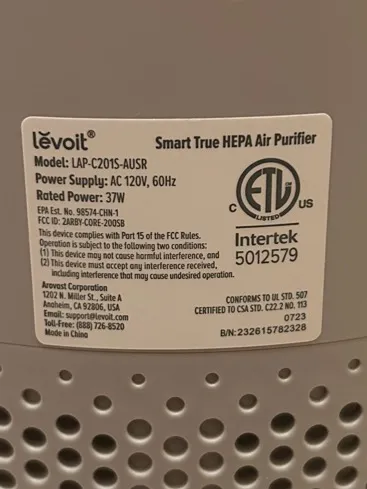 levoit®
Smart True HEPA Air Purifier
Model: LAP-C201S-AUSR
Power Supply: AC 120V, 60Hz
Rated Power: 37W
EPA Est. No. 98574-CHN-1
FCC ID: 2ARBY-CORE-200SB
This device complies with Part 15 of the FCC Rules.
Operation is subject to the following two conditions:
(1) This device may not cause harmful interference, and
(2) This device must accept any received interference,
including interference that may cause undesired operation.
Arovast Corporation
1202 N. Miller St., Suite A
Anaheim, CA 92806, USA
Email: support@levoit.com
Toll-Free: (888) 726-8520
Made in China
C ETL US
LISTED
Intertek
5012579
CONFORMS TO UL STD. 507
CERTIFIED TO CSA STD. C22.2 NO. 113
0723
B/N:232615782328